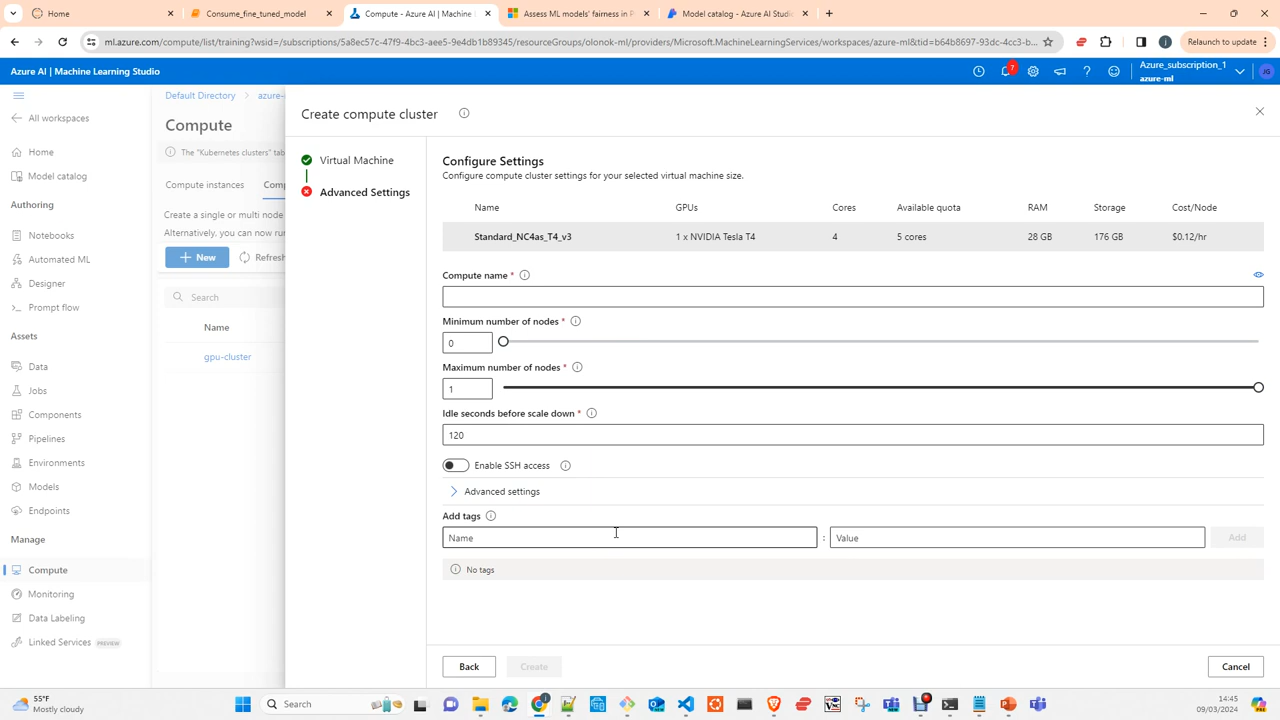 Home
Consume_fine_tuned_model
Compute - Azure AI | Machine L
Assess ML models' fairness in P
Model catalog - Azure AI Studio
ml.azure.com/compute/list/training?wsid=/subscriptions/5a8ec57c-47f9-4bc3-aee5-9e4db1b89345/resourceGroups/olonok-ml/providers/Microsoft.MachineLearningServices/workspaces/azure-ml&tid=b64b8697-93dc-4cc3-b...
Relaunch to update
Azure AI | Machine Learning Studio
7
Azure_subscription_1
azure-ml
JG
Default Directory > azure-
All workspaces
Home
Model catalog
Authoring
Notebooks
Automated ML
Designer
Prompt flow
Assets
Data
Jobs
Components
Pipelines
Environments
Models
Endpoints
Manage
Compute
Monitoring
Data Labeling
Linked Services PREVIEW
Compute
The "Kubernetes clusters" tab
Compute instances Comp
Create a single or multi node
Alternatively, you can now run
New Refresh
Search
Name
gpu-cluster
Create compute cluster
Virtual Machine
Advanced Settings
Configure Settings
Configure compute cluster settings for your selected virtual machine size.
Name GPUs Cores Available quota RAM Storage Cost/Node
Standard_NC4as_T4_v3 1 x NVIDIA Tesla T4 4 5 cores 28 GB 176 GB $0.12/hr
Compute name *
Minimum number of nodes *
0
Maximum number of nodes *
1
Idle seconds before scale down *
120
Enable SSH access
Advanced settings
Add tags
Name : Value Add
No tags
Back Create Cancel
55°F
Mostly cloudy
Search
14:45
09/03/2024